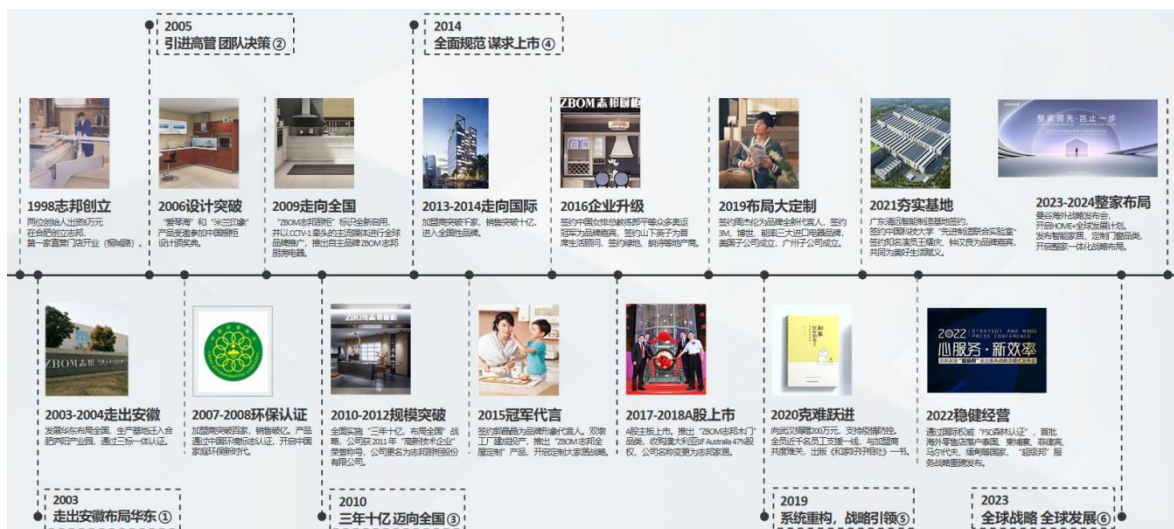 2005
引进高管 团队决策 ②
2014
全面规范 谋求上市 ④
1998志邦创立
两位创始人出资8万元
在合肥创立志邦,
第一家直营门店开业（桐城路）。
2006设计突破
“爱琴海”和“米兰印象”
产品受邀参加中国橱柜
设计颁奖典。
2009走向全国
“ZBOM志邦厨柜”标识全新启用,
并以CCTV-1牵头的主流媒体进行全球
品牌推广，推出自主品牌ZBOM志邦
厨房电器。
2013-2014走向国际
加盟商突破千家，销售突破十亿,
进入全国性品牌。
ZBOM志邦厨柜
2016企业升级
签约中国女排总教练郎平等众多奥运
冠军为品牌嘉宾，签约山下英子为首
席生活顾问，签约绿地、朗诗等地产商。
2019布局大定制
签约周杰伦为品牌全新代言人，签约
3M、博世、能率三大进口电器品牌,
美国子公司成立，广州子公司成立。
2021夯实基地
广东清远智能制造基地签约,
签约中国科技大学“先进制造联合实验室”
签约知名演员王耀庆、钟汉良为品牌嘉宾,
共同为美好生活赋义。
整家领先·岂止一步
2023-2024整家布局
曼谷海外战略发布会,
开启HOME+全球发展计划。
发布智能家居、定制门窗品类,
开启整家一体化战略布局。
ZBOM志邦
2003-2004走出安徽
发展华东布局全国，生产基地迁入合
肥庐阳产业园，通过三标一体认证。
2007-2008环保认证
加盟商突破百家，销售破亿。产品
通过中国环境标志认证，开启中国
家庭环保新时代。
ZBOM志邦厨柜
2010-2012规模突破
全面实施“三年十亿，布局全国”战
略，公司获2011年“高新技术企业”
荣誉称号，公司更名为志邦厨柜股份
有限公司。
2015冠军代言
签约郭晶晶为品牌形象代言人。双墩
工厂建成投产，推出“ZBOM志邦全
屋定制”产品，开启定制大家居战略。
2017-2018A股上市
A股主板上市。推出“ZBOM志邦木门”
品类，收购澳大利亚IF Australia 47%股
权，公司名称变更为志邦家居。
2020克难跃进
向武汉捐赠200万元，支持疫情防控。
全员近千名员工支援一线，与加盟商
共度难关，出版《和家好好相处》一书。
2022 STRATEGY AND MODE
PRESS CONFERENCE
心服务·新效率
2022稳健经营
通过国际权威“FSC森林认证”，首批
海外零售店落户泰国、柬埔寨、菲律宾、
马尔代夫、缅甸等国家，“超级邦”服
务战略重磅发布。
2003
走出安徽布局华东 ①
2010
三年十亿 迈向全国 ③
2019
系统重构，战略引领⑤
2023
全球战略 全球发展⑥